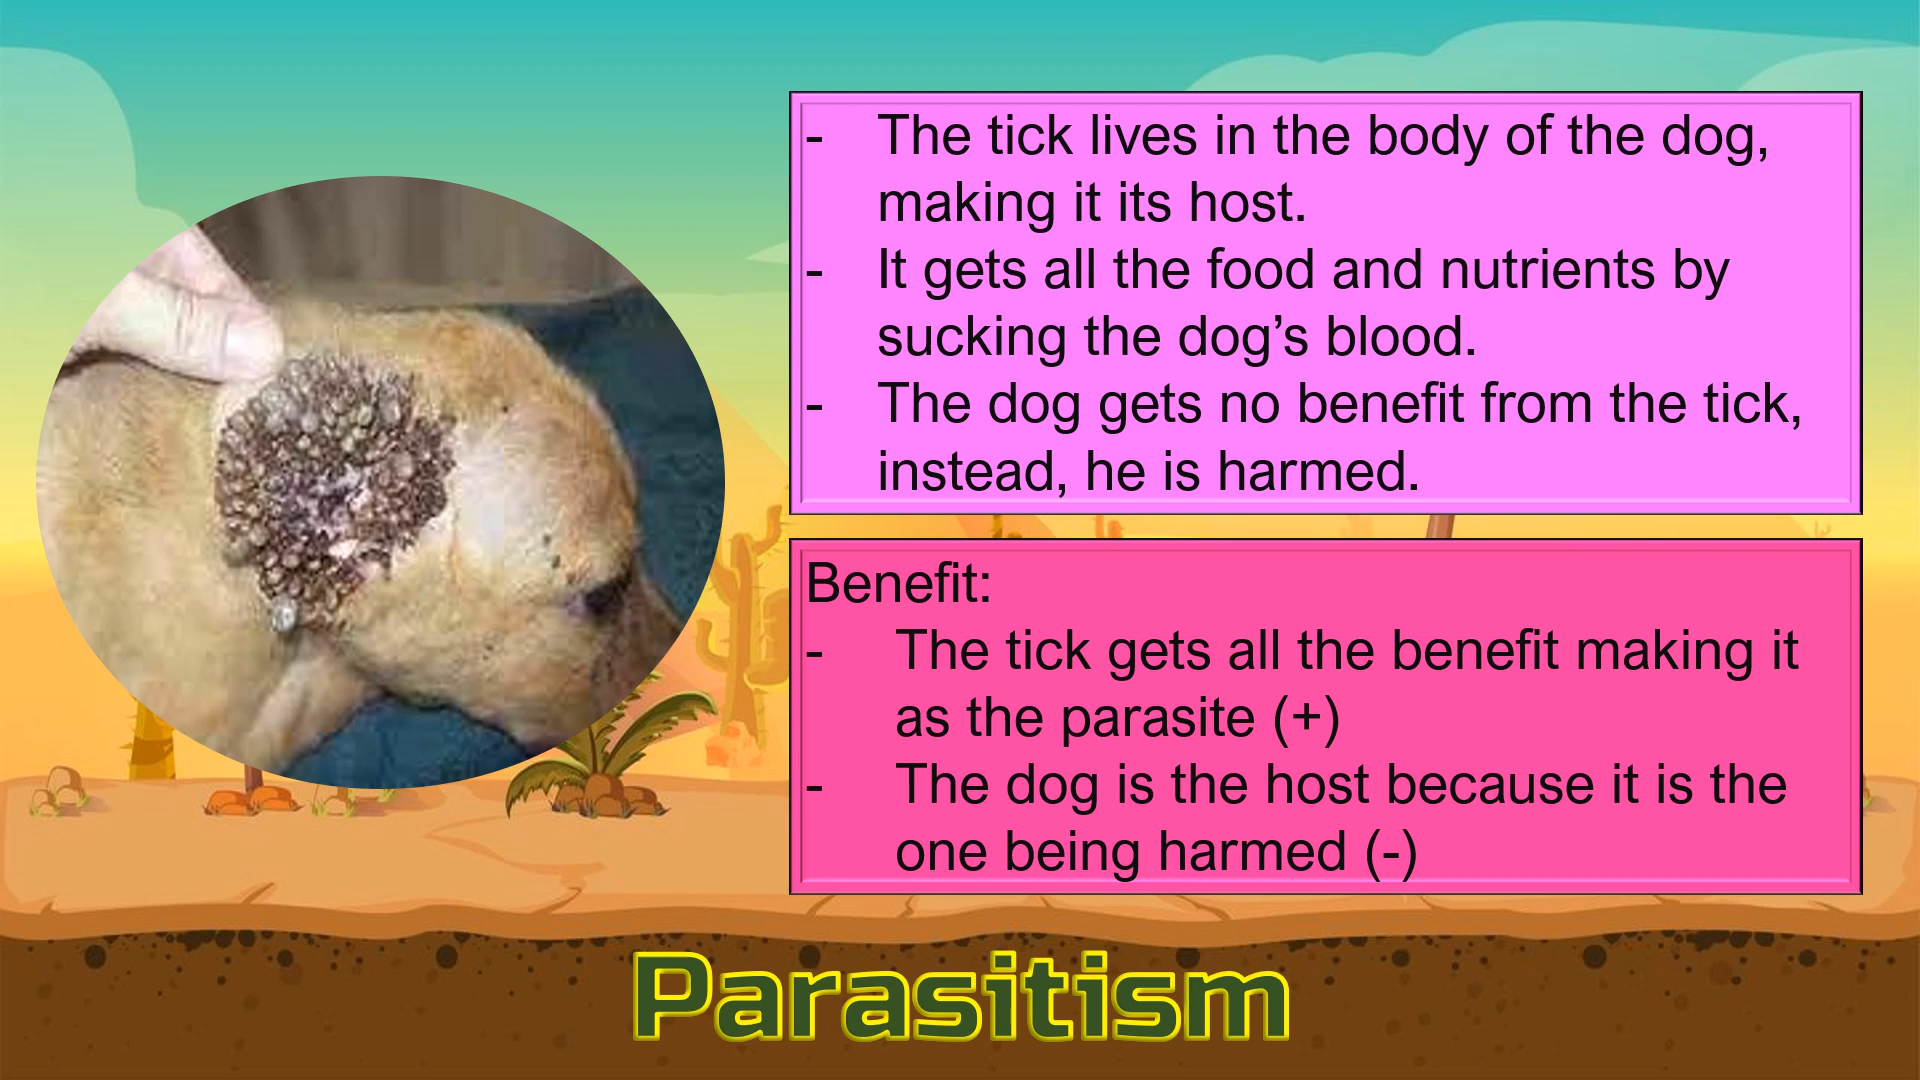 - The tick lives in the body of the dog,
making it its host.
- It gets all the food and nutrients by
sucking the dog’s blood.
- The dog gets no benefit from the tick,
instead, he is harmed.
Benefit:
- The tick gets all the benefit making it
as the parasite (+)
- The dog is the host because it is the
one being harmed (-)
Parasitism